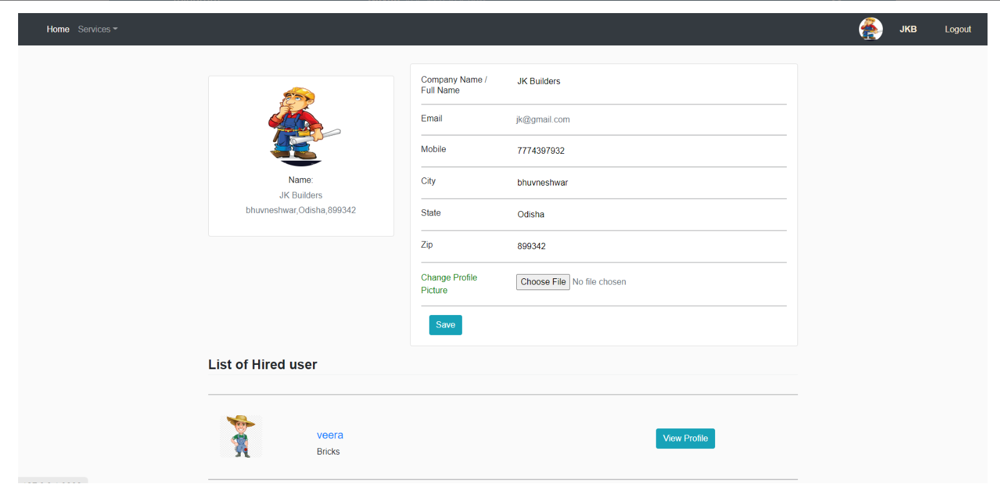 Home Services
JKB
Logout
Name:
JK Builders
bhuvneshwar,Odisha,899342
Company Name /
Full Name
JK Builders
Email
jk@gmail.com
Mobile
7774397932
City
bhuvneshwar
State
Odisha
Zip
899342
Change Profile
Picture
Choose File No file chosen
Save
List of Hired user
veera
Bricks
View Profile